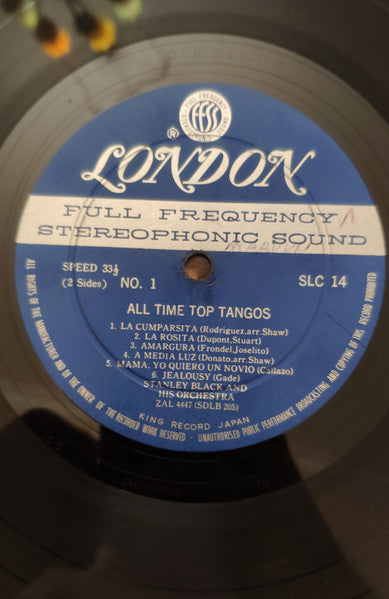 FULL FREQUENCY
FFSS
®
LONDON
FULL FREQUENCY
STEREOPHONIC SOUND
SPEED 33⅓
(2 Sides) NO. 1
SLC 14
ALL TIME TOP TANGOS
1. LA CUMPARSITA (Rodriguez, arr. Shaw)
2. LA ROSITA (Dupont, Stuart)
3. AMARGURA (Frondel, Joselito)
4. A MEDIA LUZ (Donato, arr. Shaw)
5. MAMA, YO QUIERO UN NOVIO (Collazo)
6. JEALOUSY (Gade)
STANLEY BLACK AND
HIS ORCHESTRA
ZAL 4447 (SDLB 205)
KING RECORD JAPAN
ALL RIGHTS OF THE MANUFACTURER AND OF THE OWNER OF THE RECORDED WORK RESERVED - UNAUTHORISED PUBLIC PERFORMANCE BROADCASTING AND COPYING OF THIS RECORD PROHIBITED